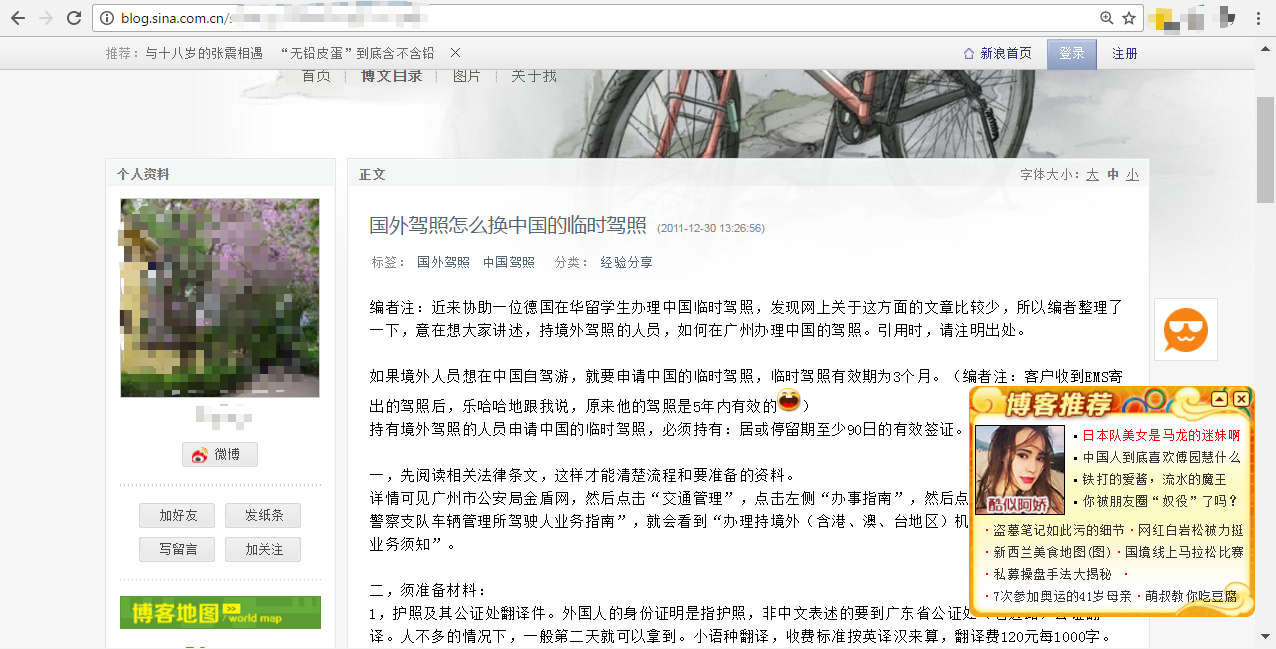 blog.sina.com.cn/s
推荐：与十八岁的张震相遇 “无铅皮蛋”到底含不含铅
新浪首页 登录 注册
首页 | 博文目录 | 图片 | 关于我
个人资料
微博
加好友 发纸条
写留言 加关注
博客地图 world map
正文 字体大小：大 中 小
国外驾照怎么换中国的临时驾照 (2011-12-30 13:26:56)
标签： 国外驾照 中国驾照 分类： 经验分享
编者注：近来协助一位德国在华留学生办理中国临时驾照，发现网上关于这方面的文章比较少，所以编者整理了
一下，意在想大家讲述，持境外驾照的人员，如何在广州办理中国的驾照。引用时，请注明出处。
如果境外人员想在中国自驾游，就要申请中国的临时驾照，临时驾照有效期为3个月。（编者注：客户收到EMS寄
出的驾照后，乐哈哈地跟我说，原来他的驾照是5年内有效的）
持有境外驾照的人员申请中国的临时驾照，必须持有：居或停留期至少90日的有效签证。
一，先阅读相关法律条文，这样才能清楚流程和要准备的资料。
详情可见广州市公安局金盾网，然后点击“交通管理”，点击左侧“办事指南”，然后点
警察支队车辆管理所驾驶人业务指南”，就会看到“办理持境外（含港、澳、台地区）机
业务须知”。
二，须准备材料：
1，护照及其公证处翻译件。外国人的身份证明是指护照，非中文表述的要到广东省公证处
译。人不多的情况下，一般第二天就可以拿到。小语种翻译，收费标准按英译汉来算，翻译费120元每1000字。
博客推荐
酷似阿娇
日本队美女是马龙的迷妹啊
中国人到底喜欢傅园慧什么
铁打的爱酱，流水的魔王
你被朋友圈“奴役”了吗？
盗墓笔记如此污的细节·网红白岩松被力挺
新西兰美食地图(图)·国境线上马拉松比赛
私募操盘手法大揭秘
7次参加奥运的41岁母亲·萌叔教你吃豆腐